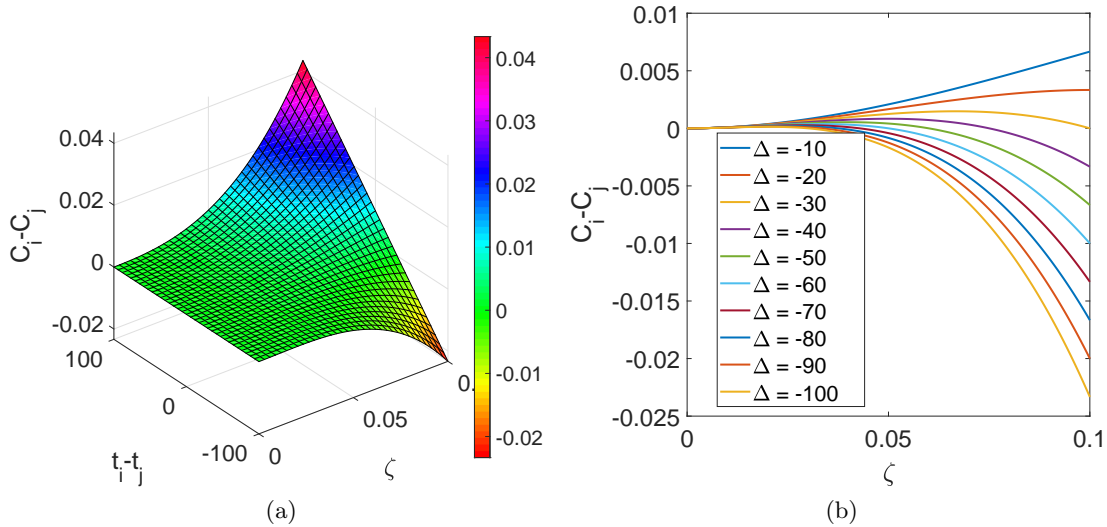 0.04
0.02
0
-0.02
C_i-C_j
100
0
-100
t_i-t_j
0
0.05
0.
ζ
0.04
0.03
0.02
0.01
0
-0.01
-0.02
(a)
0.01
0.005
0
-0.005
-0.01
-0.015
-0.02
-0.025
C_i-C_j
Δ = -10
Δ = -20
Δ = -30
Δ = -40
Δ = -50
Δ = -60
Δ = -70
Δ = -80
Δ = -90
Δ = -100
0
0.05
0.1
ζ
(b)